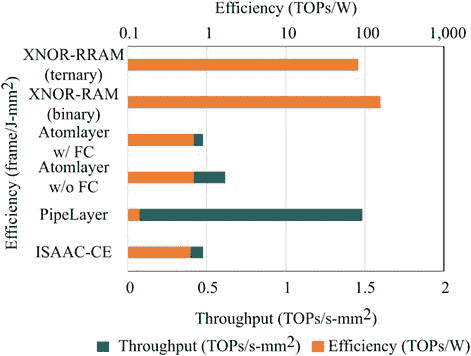 Efficiency (TOPs/W)
0.1 1 10 100 1,000
XNOR-RRAM
(ternary)
XNOR-RAM
(binary)
Atomlayer
w/ FC
Atomlayer
w/o FC
PipeLayer
ISAAC-CE
Efficiency (frame/J-mm²)
0 0.5 1 1.5 2
Throughput (TOPs/s-mm²)
Throughput (TOPs/s-mm²) Efficiency (TOPs/W)